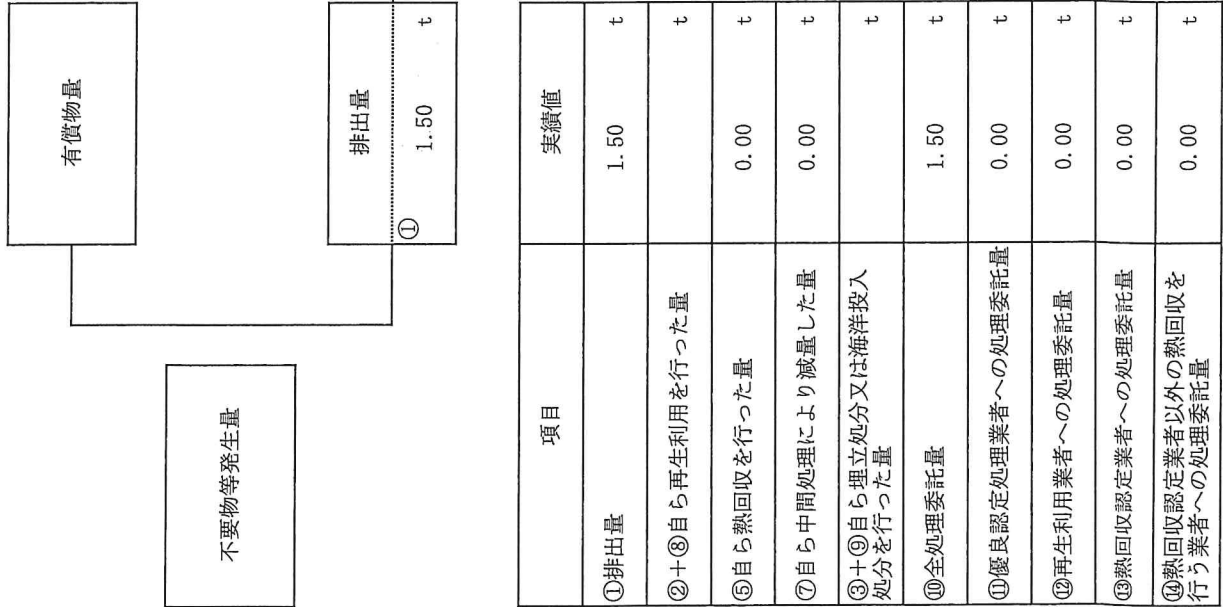 有償物量
不要物等発生量
排出量
① 1.50 t
項目 実績値
①排出量 1.50 t
②+⑧自ら再生利用を行った量 t
⑤自ら熱回収を行った量 0.00 t
⑦自ら中間処理により減量した量 0.00 t
③+⑨自ら埋立処分又は海洋投入
処分を行った量 t
⑩全処理委託量 1.50 t
⑪優良認定処理業者への処理委託量 0.00 t
⑫再生利用業者への処理委託量 0.00 t
⑬熱回収認定業者への処理委託量 0.00 t
⑭熱回収認定業者以外の熱回収を
行う業者への処理委託量 0.00 t